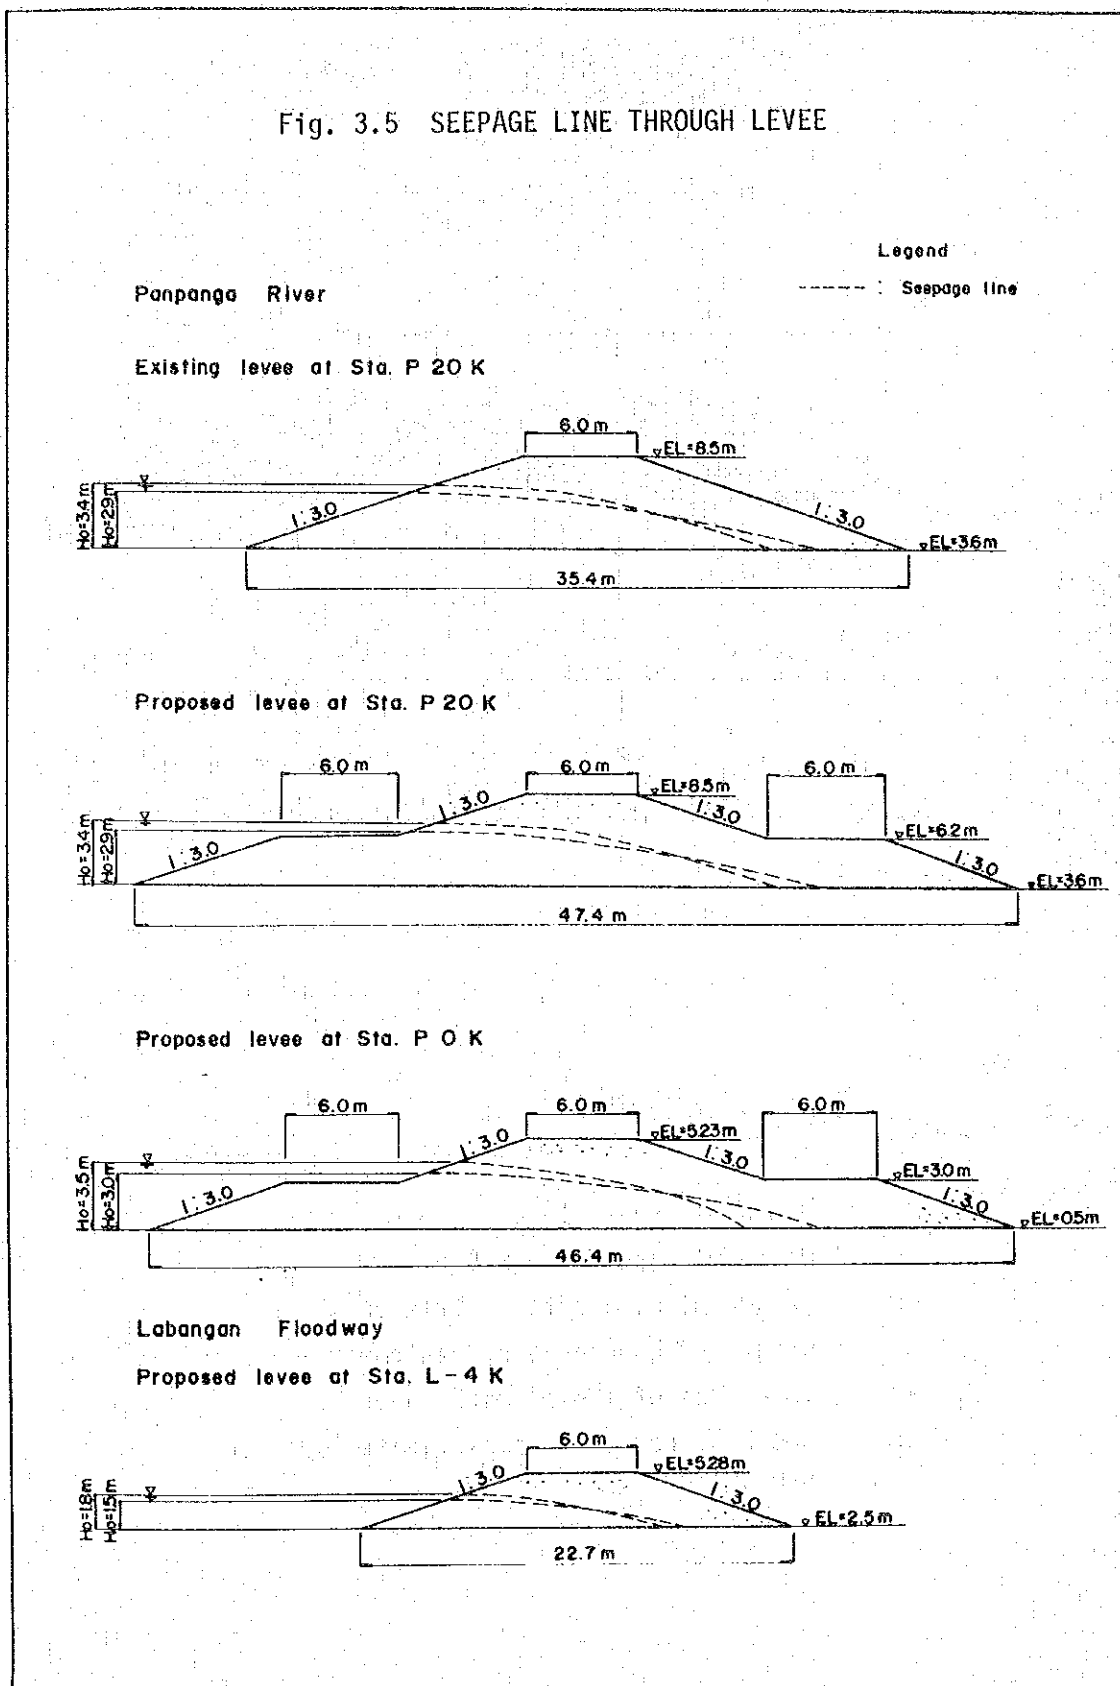 Fig. 3.5 SEEPAGE LINE THROUGH LEVEE
Legend
------- : Seepage line
Panpanga River
Existing levee at Sta. P 20 K
6.0 m
EL=8.5m
Ho=3.4m
Ho=2.9m
1:3.0
1:3.0
EL=3.6m
35.4 m
Proposed levee at Sta. P 20 K
6.0 m
6.0 m
6.0 m
EL=8.5m
1:3.0
1:3.0
Ho=3.4m
Ho=2.9m
EL=6.2m
1:3.0
1:3.0
EL=3.6m
47.4 m
Proposed levee at Sta. P 0 K
6.0 m
6.0 m
6.0 m
EL=5.23m
1:3.0
1:3.0
Ho=3.5m
Ho=3.0m
EL=3.0m
1:3.0
1:3.0
EL=0.5m
46.4 m
Labangan Floodway
Proposed levee at Sta. L-4 K
6.0 m
EL=5.28m
1:3.0
1:3.0
Ho=1.8m
Ho=1.5m
EL=2.5m
22.7 m